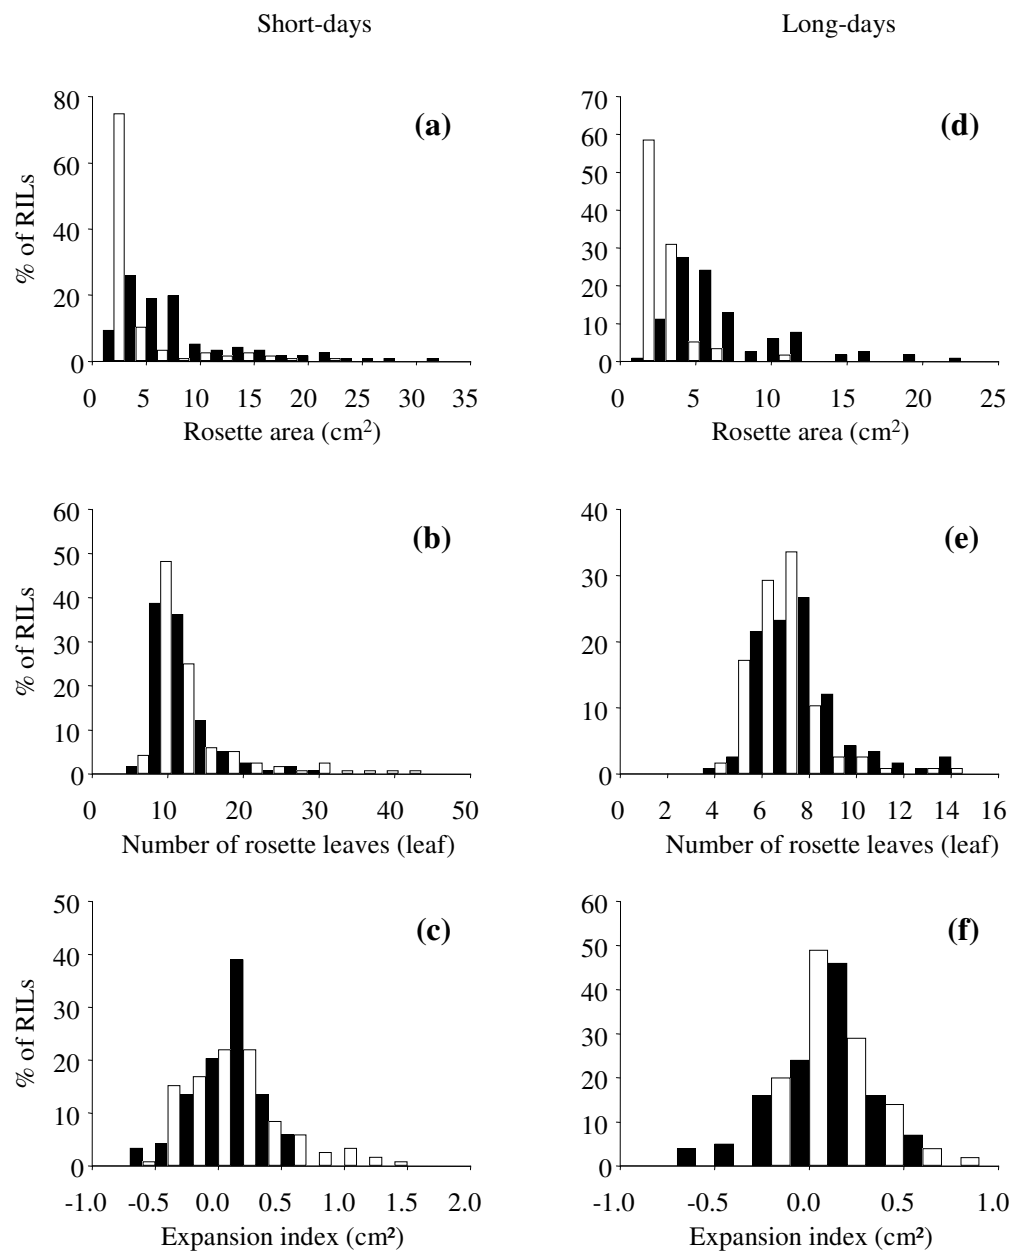 Short-days
Long-days
(a)
80
60
40
20
0
% of RILs
0 5 10 15 20 25 30 35
Rosette area (cm²)
(d)
70
60
50
40
30
20
10
0
0 5 10 15 20 25
Rosette area (cm²)
(b)
60
50
40
30
20
10
0
% of RILs
0 10 20 30 40 50
Number of rosette leaves (leaf)
(e)
40
30
20
10
0
0 2 4 6 8 10 12 14 16
Number of rosette leaves (leaf)
(c)
50
40
30
20
10
0
% of RILs
-1.0 -0.5 0.0 0.5 1.0 1.5 2.0
Expansion index (cm²)
(f)
60
50
40
30
20
10
0
-1.0 -0.5 0.0 0.5 1.0
Expansion index (cm²)